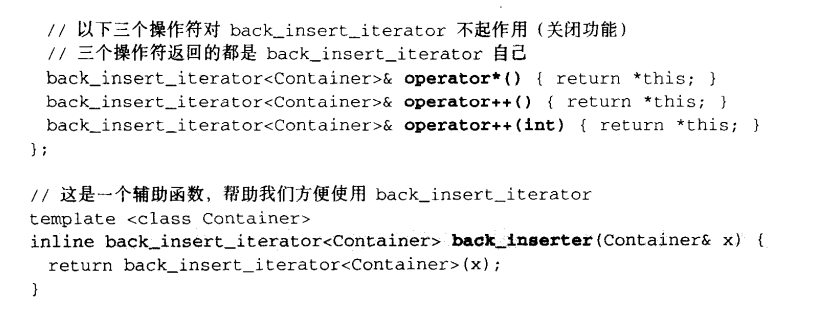 // 以下三个操作符对 back_insert_iterator 不起作用（关闭功能）
// 三个操作符返回的都是 back_insert_iterator 自己
back_insert_iterator<Container>& operator*() { return *this; }
back_insert_iterator<Container>& operator++() { return *this; }
back_insert_iterator<Container>& operator++(int) { return *this; }
};
// 这是一个辅助函数，帮助我们方便使用 back_insert_iterator
template <class Container>
inline back_insert_iterator<Container> back_inserter(Container& x) {
return back_insert_iterator<Container>(x);
}